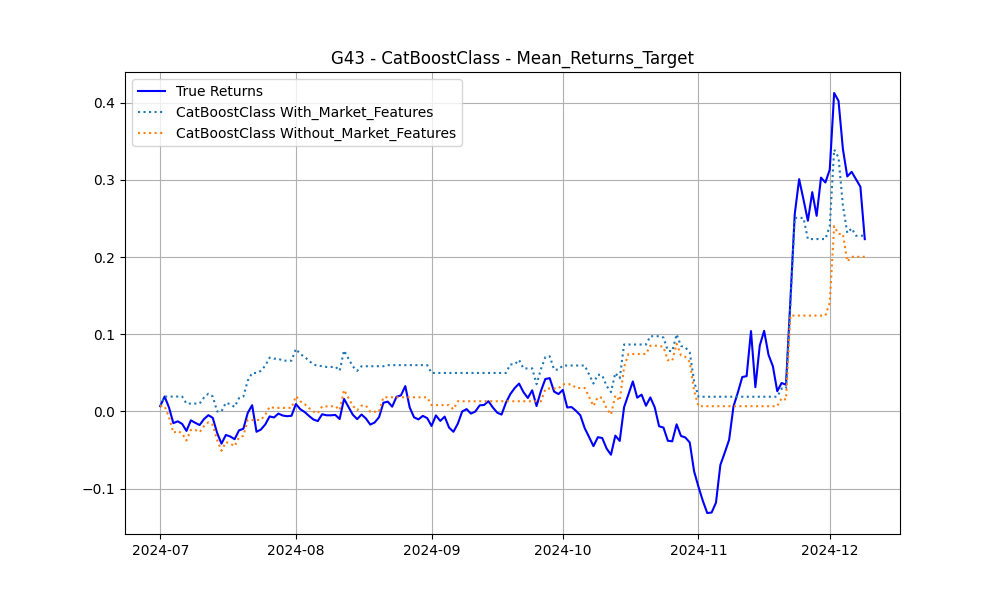 G43 - CatBoostClass - Mean_Returns_Target
True Returns
CatBoostClass With_Market_Features
CatBoostClass Without_Market_Features
0.4
0.3
0.2
0.1
0.0
−0.1
2024-07 2024-08 2024-09 2024-10 2024-11 2024-12